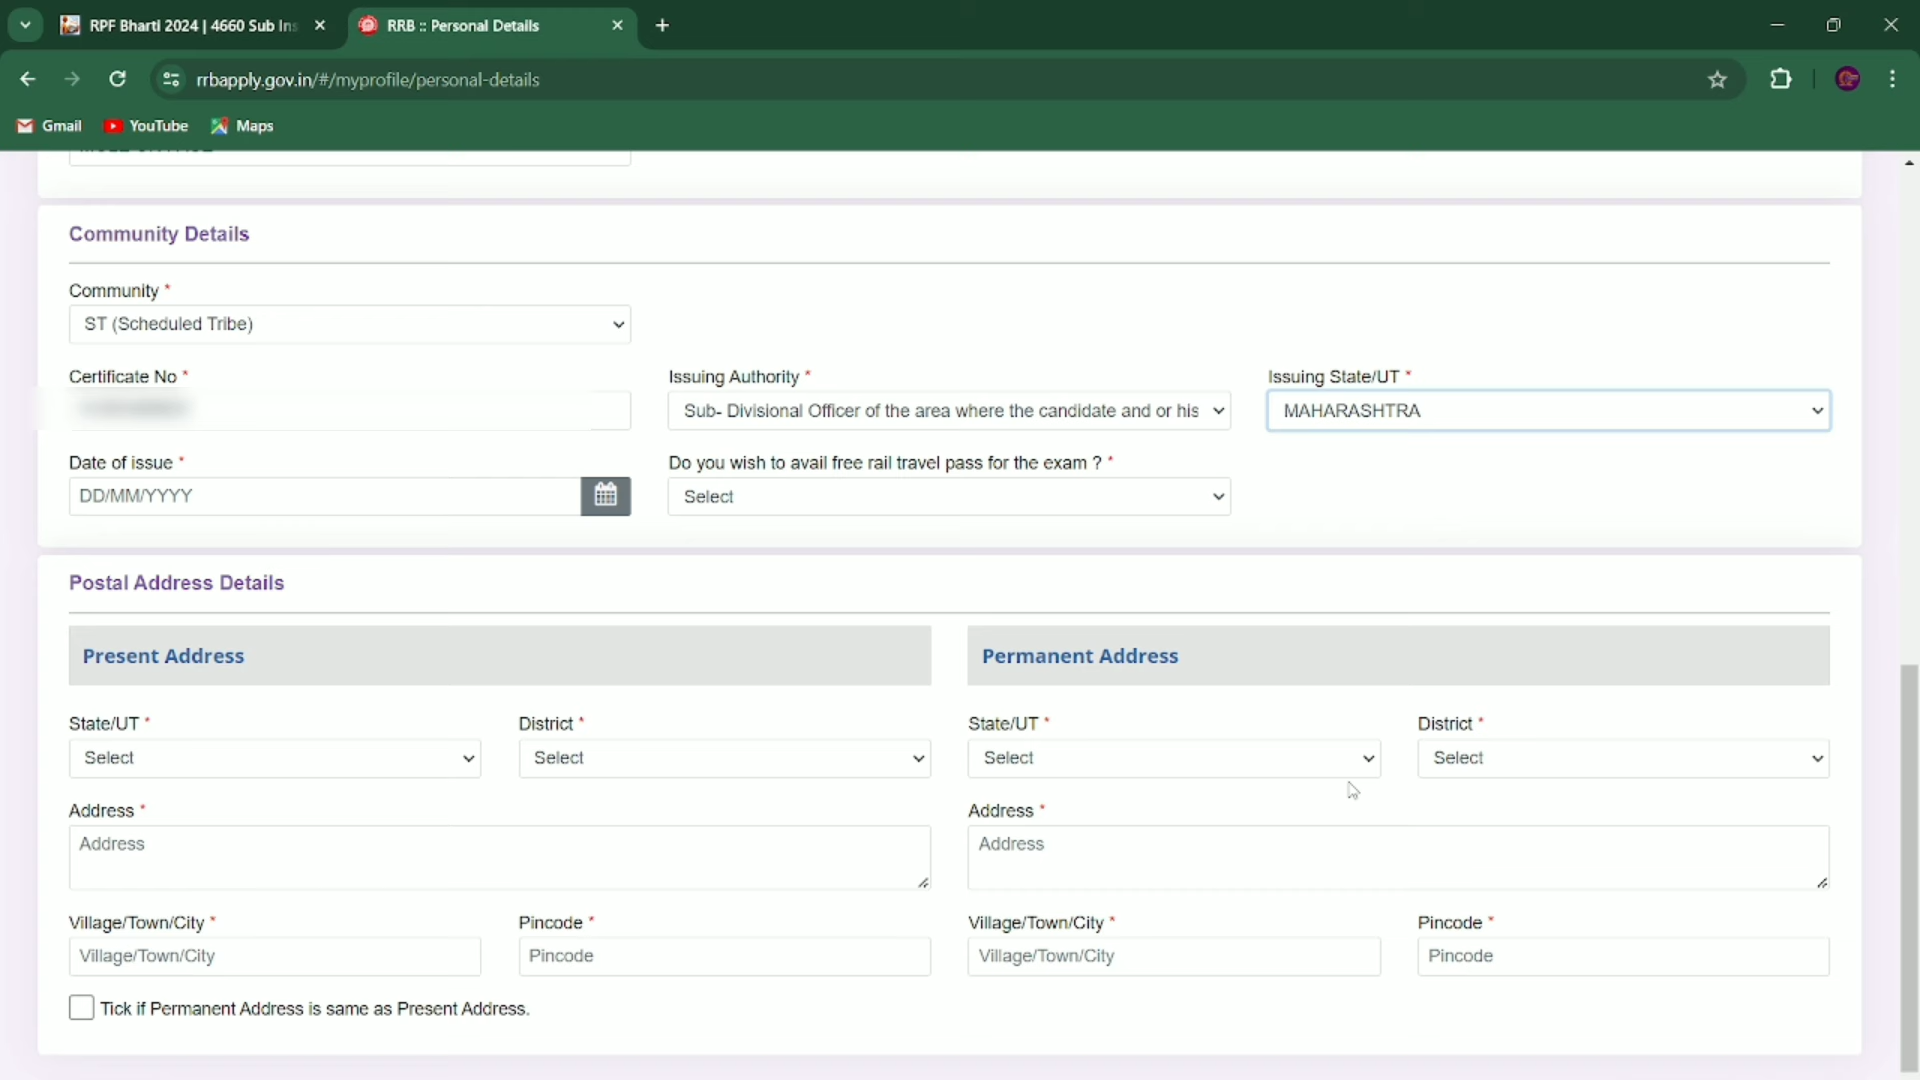 RPF Bharti 2024 | 4660 Sub Ins
RRB :: Personal Details
rrbapply.gov.in/#/myprofile/personal-details
Gmail YouTube Maps
Community Details
Community *
ST (Scheduled Tribe)
Certificate No * Issuing Authority * Issuing State/UT *
Sub- Divisional Officer of the area where the candidate and or his MAHARASHTRA
Date of issue * Do you wish to avail free rail travel pass for the exam ? *
DD/MM/YYYY Select
Postal Address Details
Present Address Permanent Address
State/UT * District * State/UT * District *
Select Select Select Select
Address * Address *
Address Address
Village/Town/City * Pincode * Village/Town/City * Pincode *
Village/Town/City Pincode Village/Town/City Pincode
Tick if Permanent Address is same as Present Address.